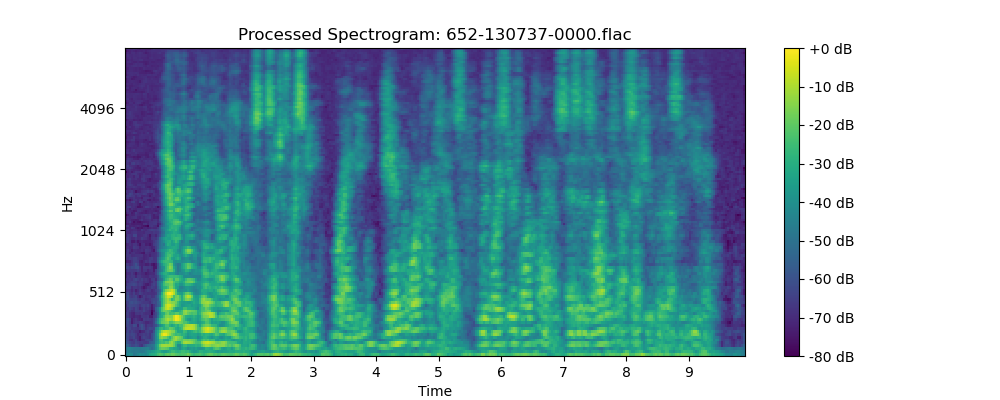 Processed Spectrogram: 652-130737-0000.flac
Hz
4096
2048
1024
512
0
0 1 2 3 4 5 6 7 8 9
Time
+0 dB
-10 dB
-20 dB
-30 dB
-40 dB
-50 dB
-60 dB
-70 dB
-80 dB